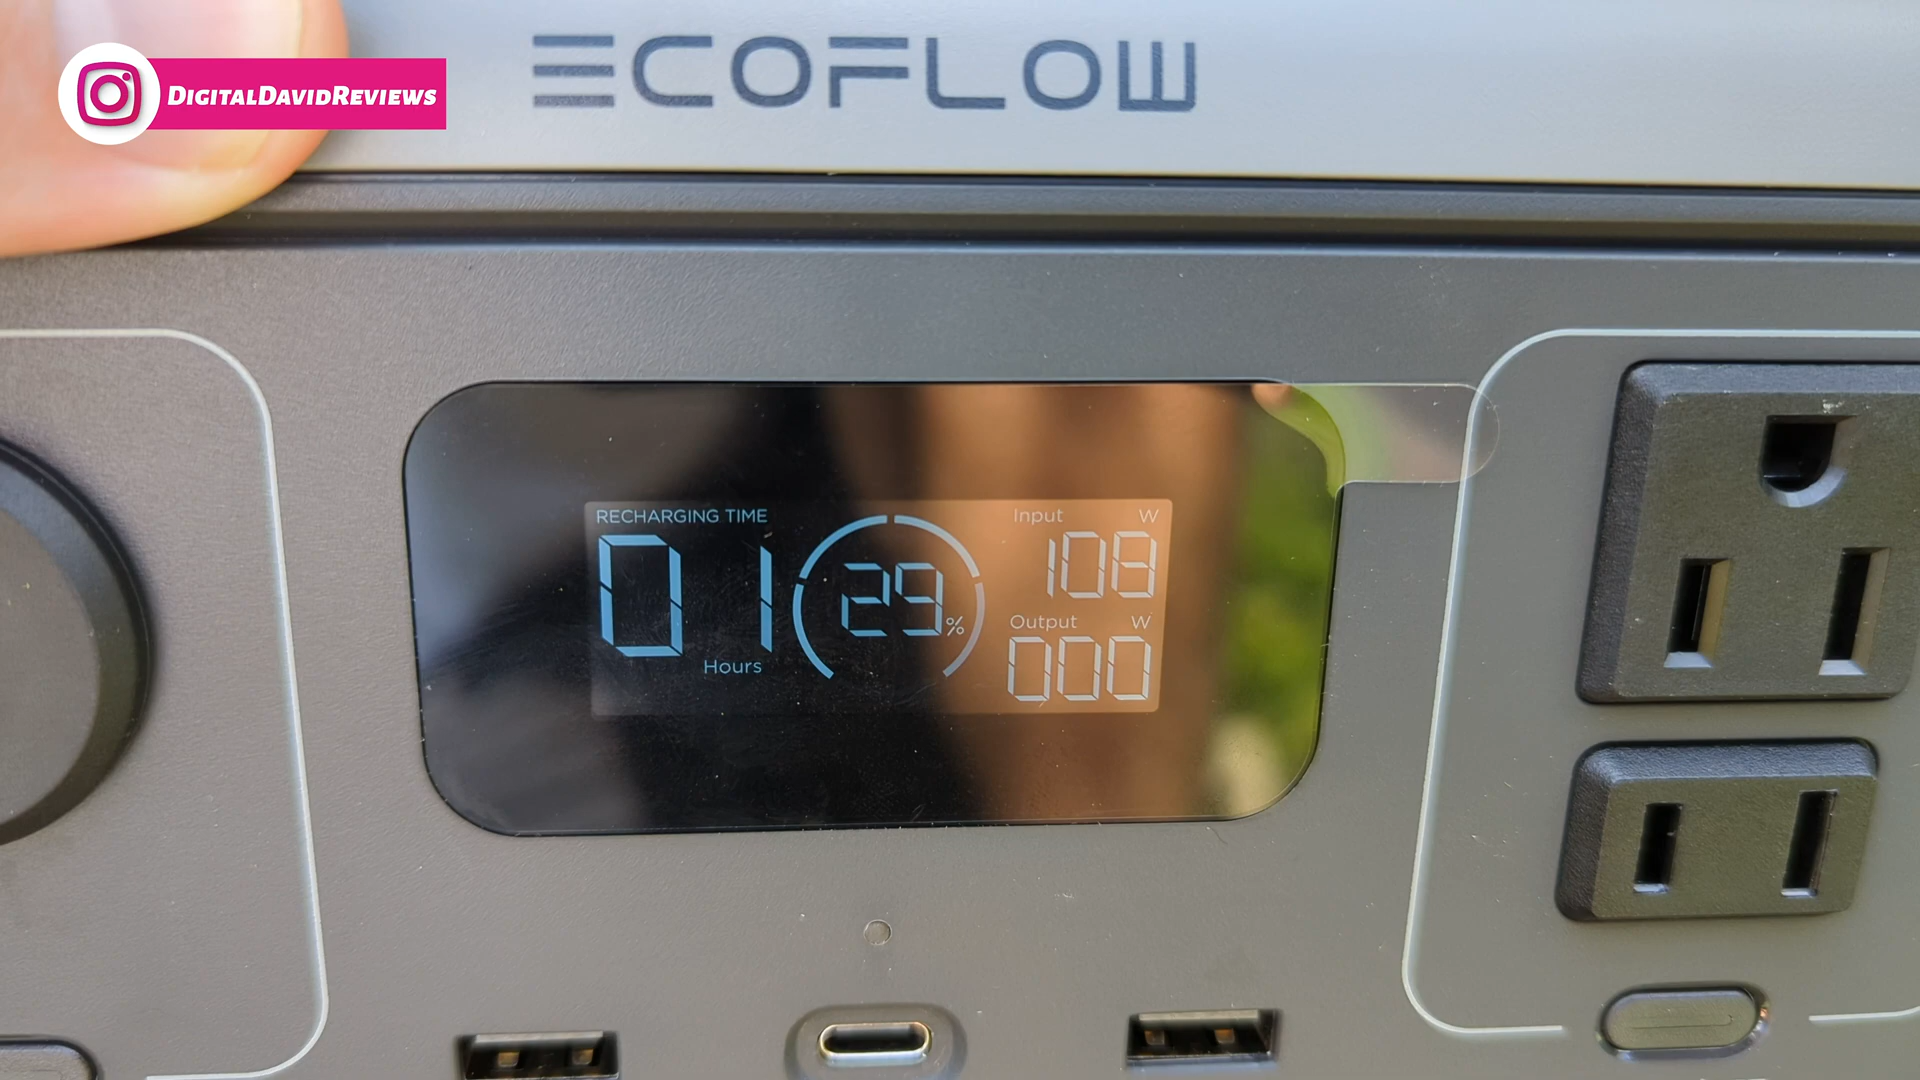 DIGITALDAVIDREVIEWS
ECOFLOW
RECHARGING TIME
01
Hours
29%
Input W
108
Output W
000